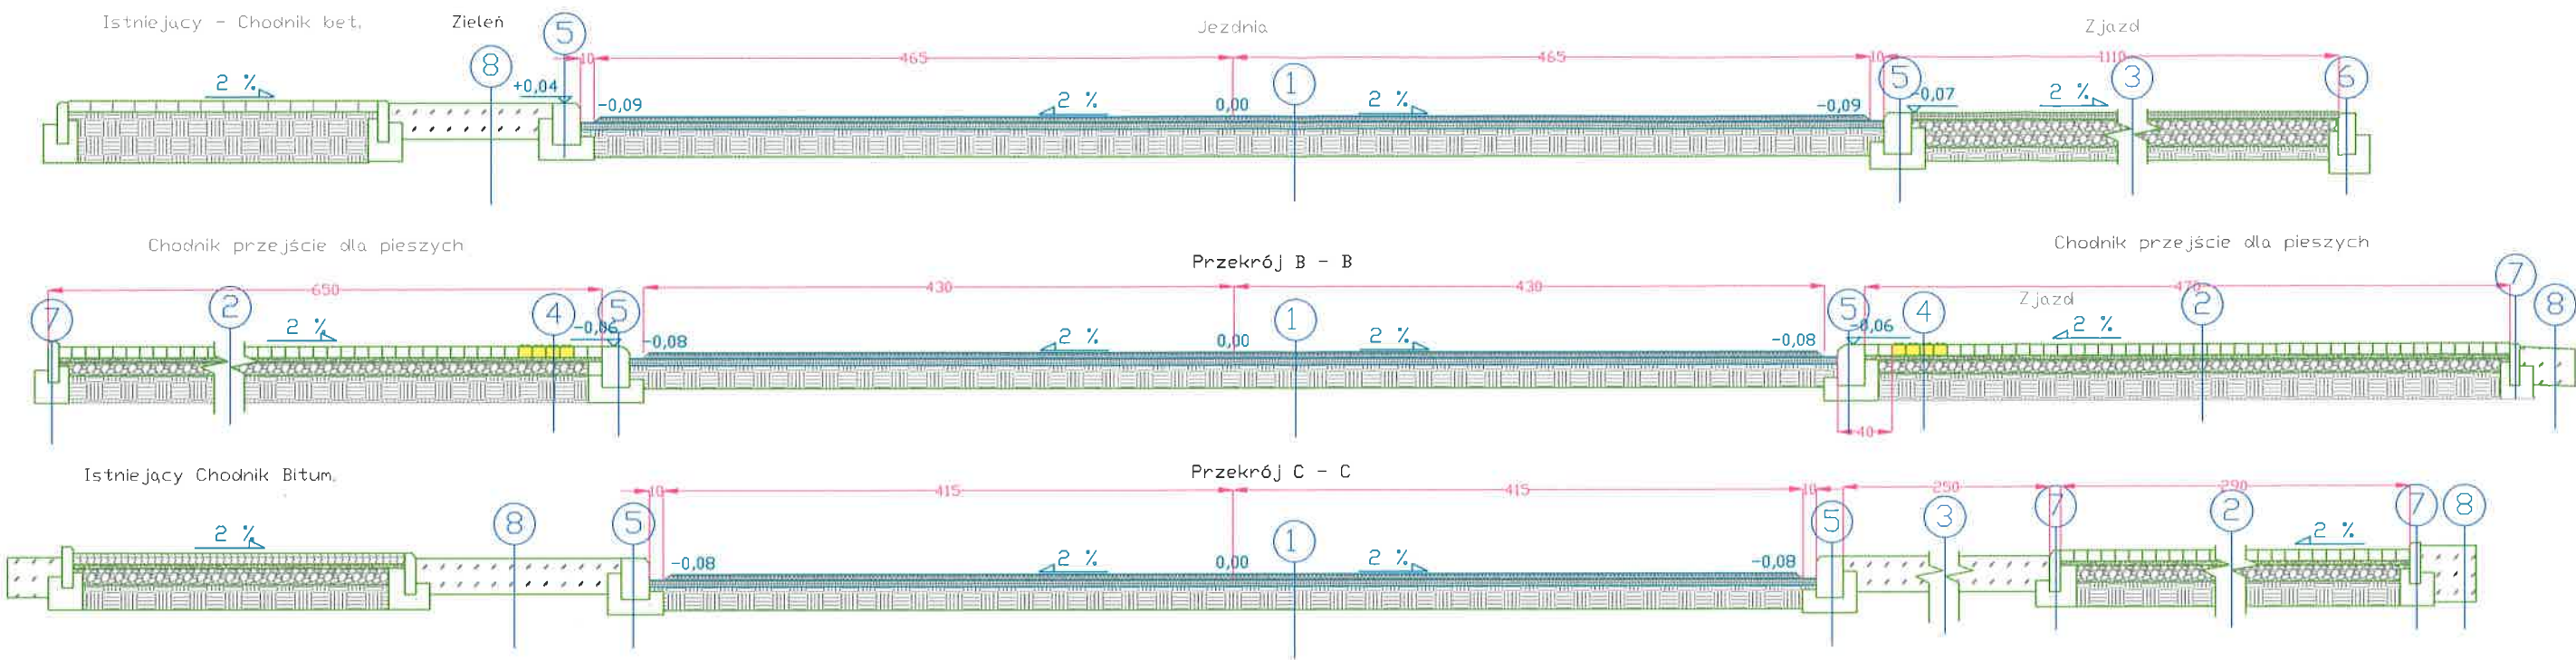 Istniejący - Chodnik bet. Zieleń 5 Jezdnia Zjazd
8 10 465 465 10 1110
+0,04 5 3 6
2 % -0,09 2 % 0,00 1 2 % -0,09 -0,07 2 %
Chodnik przejście dla pieszych Przekrój B - B Chodnik przejście dla pieszych
650 430 430 470 7
7 2 4 5 1 5 4 Zjazd 2 8
2 % -0,06 -0,08 2 % 0,00 2 % -0,08 -0,06 2 %
40
Istniejący Chodnik Bitum. Przekrój C - C
10 415 415 10 250 290
8 5 1 5 3 7 2 7 8
2 % -0,08 2 % 0,00 2 % -0,08 2 %